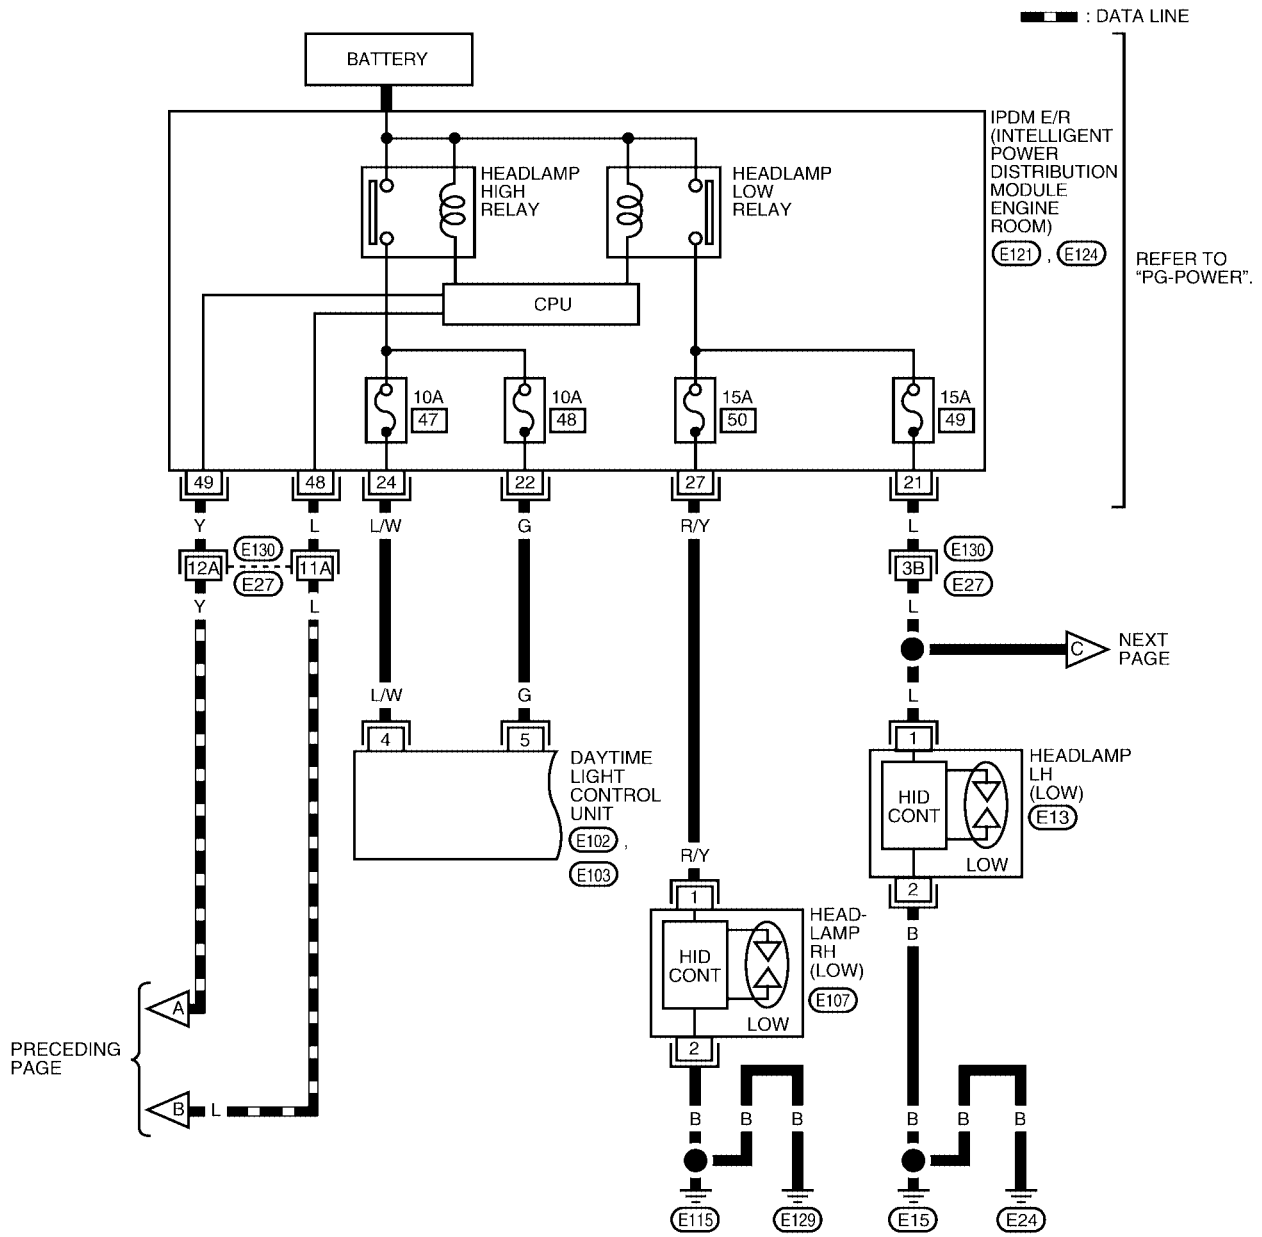 : DATA LINE
BATTERY
IPDM E/R
(INTELLIGENT
POWER
DISTRIBUTION
MODULE
ENGINE
ROOM)
E121 , E124
REFER TO
"PG-POWER".
HEADLAMP
HIGH
RELAY
HEADLAMP
LOW
RELAY
CPU
10A
47
10A
48
15A
50
15A
49
49 48 24 22 27 21
Y L L/W G R/Y L
12A E130 11A
E27
3B E130
E27
Y L L
C NEXT
PAGE
L/W G L
4 5 1
DAYTIME
LIGHT
CONTROL
UNIT
E102 ,
E103
HEADLAMP
LH
(LOW)
E13
HID
CONT
LOW
2
B
R/Y
1
HEAD-
LAMP
RH
(LOW)
E107
HID
CONT
LOW
2
PRECEDING
PAGE
A
B L
B B B B B B
E115 E129 E15 E24